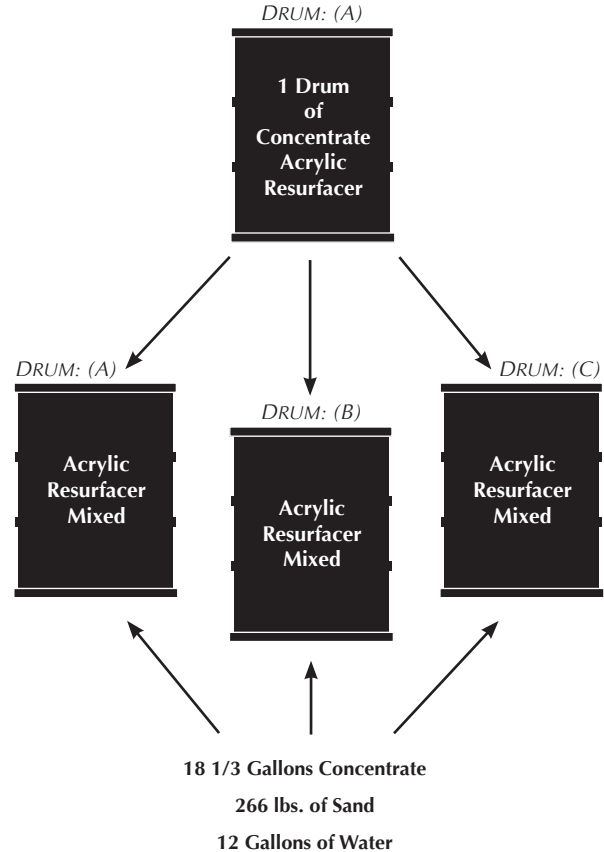 DRUM: (A)
1 Drum
of
Concentrate
Acrylic
Resurfacer
DRUM: (A)
Acrylic
Resurfacer
Mixed
DRUM: (B)
Acrylic
Resurfacer
Mixed
DRUM: (C)
Acrylic
Resurfacer
Mixed
18 1/3 Gallons Concentrate
266 lbs. of Sand
12 Gallons of Water